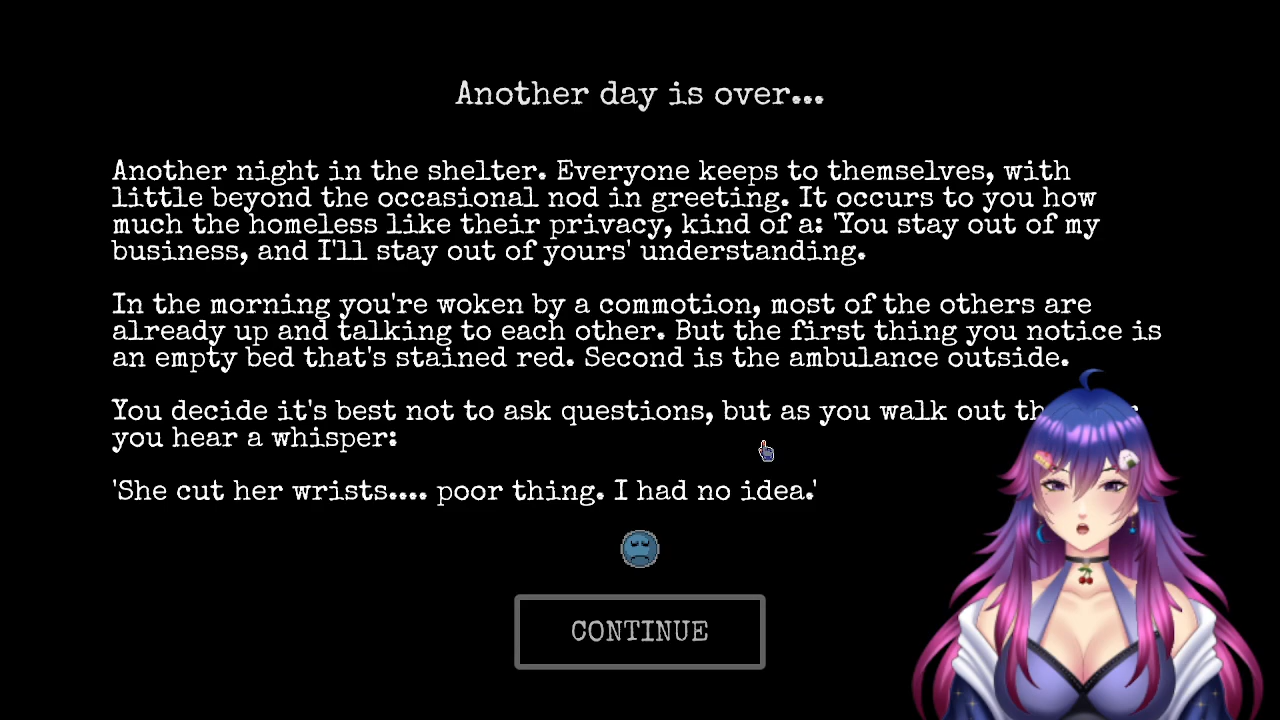 Another day is over...
Another night in the shelter. Everyone keeps to themselves, with
little beyond the occasional nod in greeting. It occurs to you how
much the homeless like their privacy, kind of a: 'You stay out of my
business, and I'll stay out of yours' understanding.
In the morning you're woken by a commotion, most of the others are
already up and talking to each other. But the first thing you notice is
an empty bed that's stained red. Second is the ambulance outside.
You decide it's best not to ask questions, but as you walk out
you hear a whisper:
'She cut her wrists.... poor thing. I had no idea.'
CONTINUE